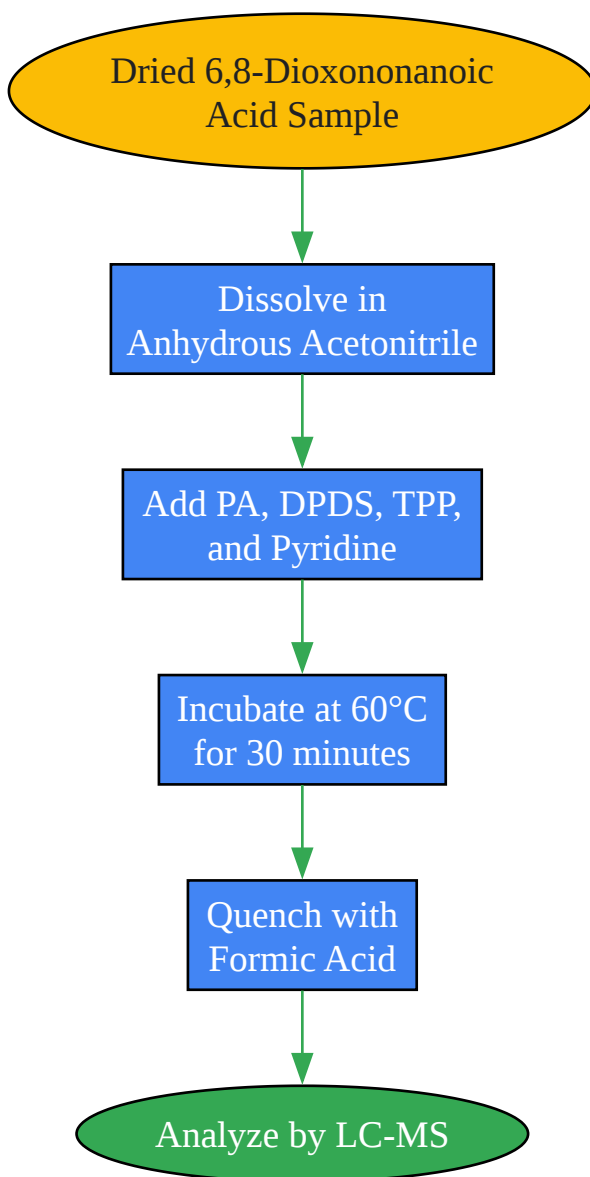 Dried 6,8-Dioxononanoic
Acid Sample
Dissolve in
Anhydrous Acetonitrile
Add PA, DPDS, TPP,
and Pyridine
Incubate at 60°C
for 30 minutes
Quench with
Formic Acid
Analyze by LC-MS